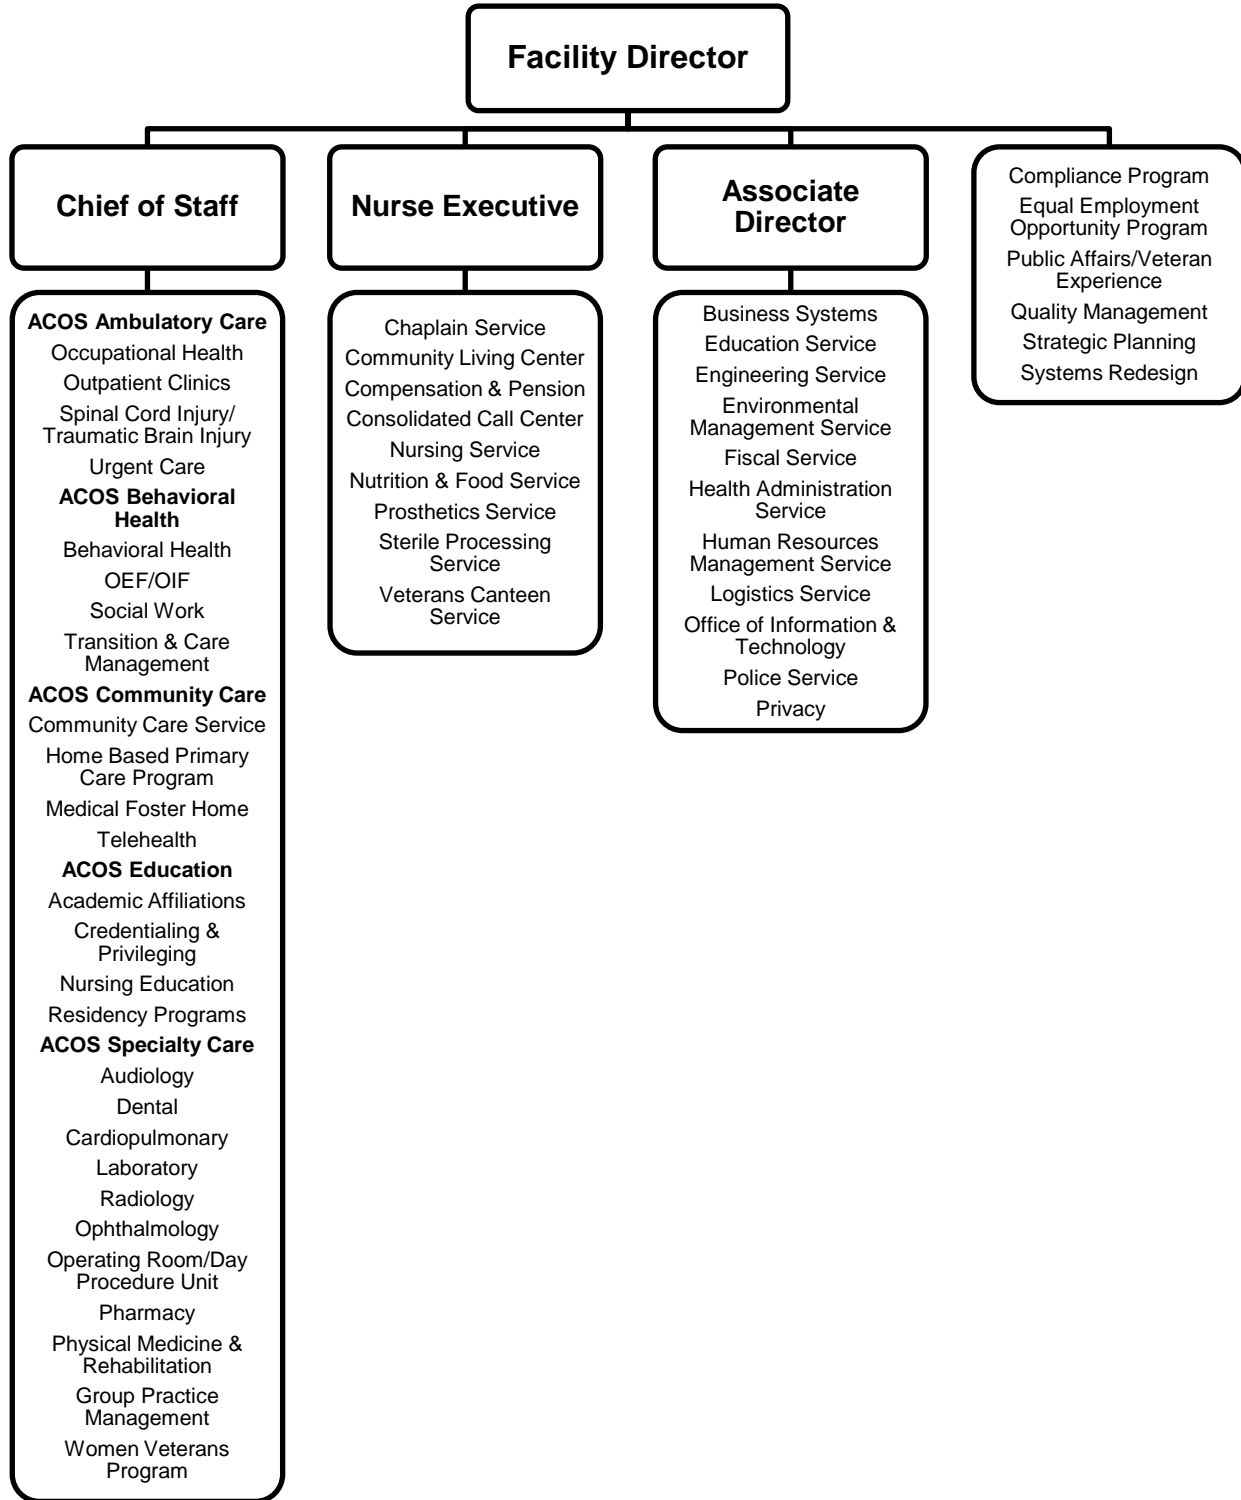 Facility Director
Chief of Staff
Nurse Executive
Associate
Director
Compliance Program
Equal Employment
Opportunity Program
Public Affairs/Veteran
Experience
Quality Management
Strategic Planning
Systems Redesign
ACOS Ambulatory Care
Occupational Health
Outpatient Clinics
Spinal Cord Injury/
Traumatic Brain Injury
Urgent Care
ACOS Behavioral
Health
Behavioral Health
OEF/OIF
Social Work
Transition & Care
Management
ACOS Community Care
Community Care Service
Home Based Primary
Care Program
Medical Foster Home
Telehealth
ACOS Education
Academic Affiliations
Credentialing &
Privileging
Nursing Education
Residency Programs
ACOS Specialty Care
Audiology
Dental
Cardiopulmonary
Laboratory
Radiology
Ophthalmology
Operating Room/Day
Procedure Unit
Pharmacy
Physical Medicine &
Rehabilitation
Group Practice
Management
Women Veterans
Program
Chaplain Service
Community Living Center
Compensation & Pension
Consolidated Call Center
Nursing Service
Nutrition & Food Service
Prosthetics Service
Sterile Processing
Service
Veterans Canteen
Service
Business Systems
Education Service
Engineering Service
Environmental
Management Service
Fiscal Service
Health Administration
Service
Human Resources
Management Service
Logistics Service
Office of Information &
Technology
Police Service
Privacy